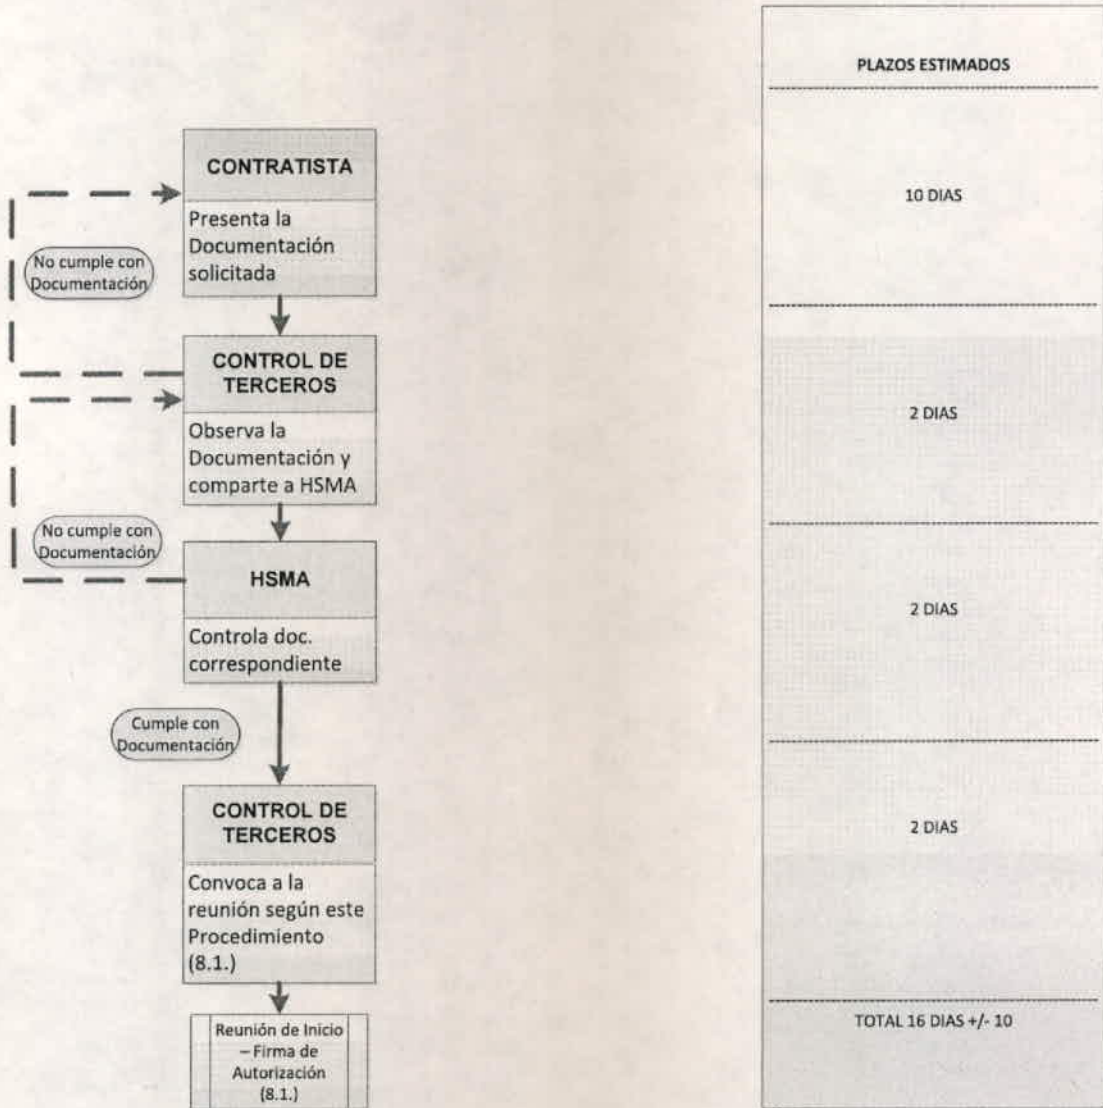 PLAZOS ESTIMADOS
CONTRATISTA
Presenta la
Documentación
solicitada
10 DIAS
No cumple con
Documentación
CONTROL DE
TERCEROS
Observa la
Documentación y
comparte a HSMA
2 DIAS
No cumple con
Documentación
HSMA
Controla doc.
correspondiente
2 DIAS
Cumple con
Documentación
CONTROL DE
TERCEROS
Convoca a la
reunión según este
Procedimiento
(8.1.)
2 DIAS
Reunión de Inicio
– Firma de
Autorización
(8.1.)
TOTAL 16 DIAS +/- 10